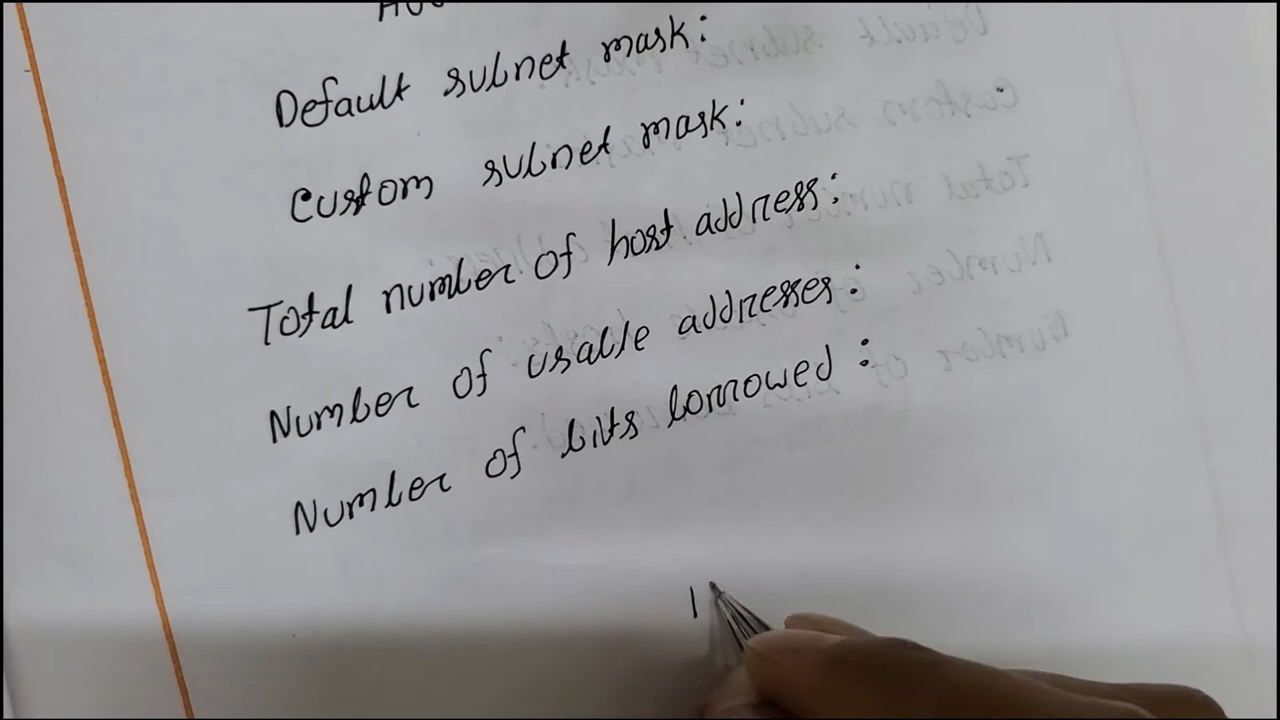 Default subnet mask:
Custom subnet mask:
Total number of host address:
Number of usable addresses:
Number of bits borrowed:
1